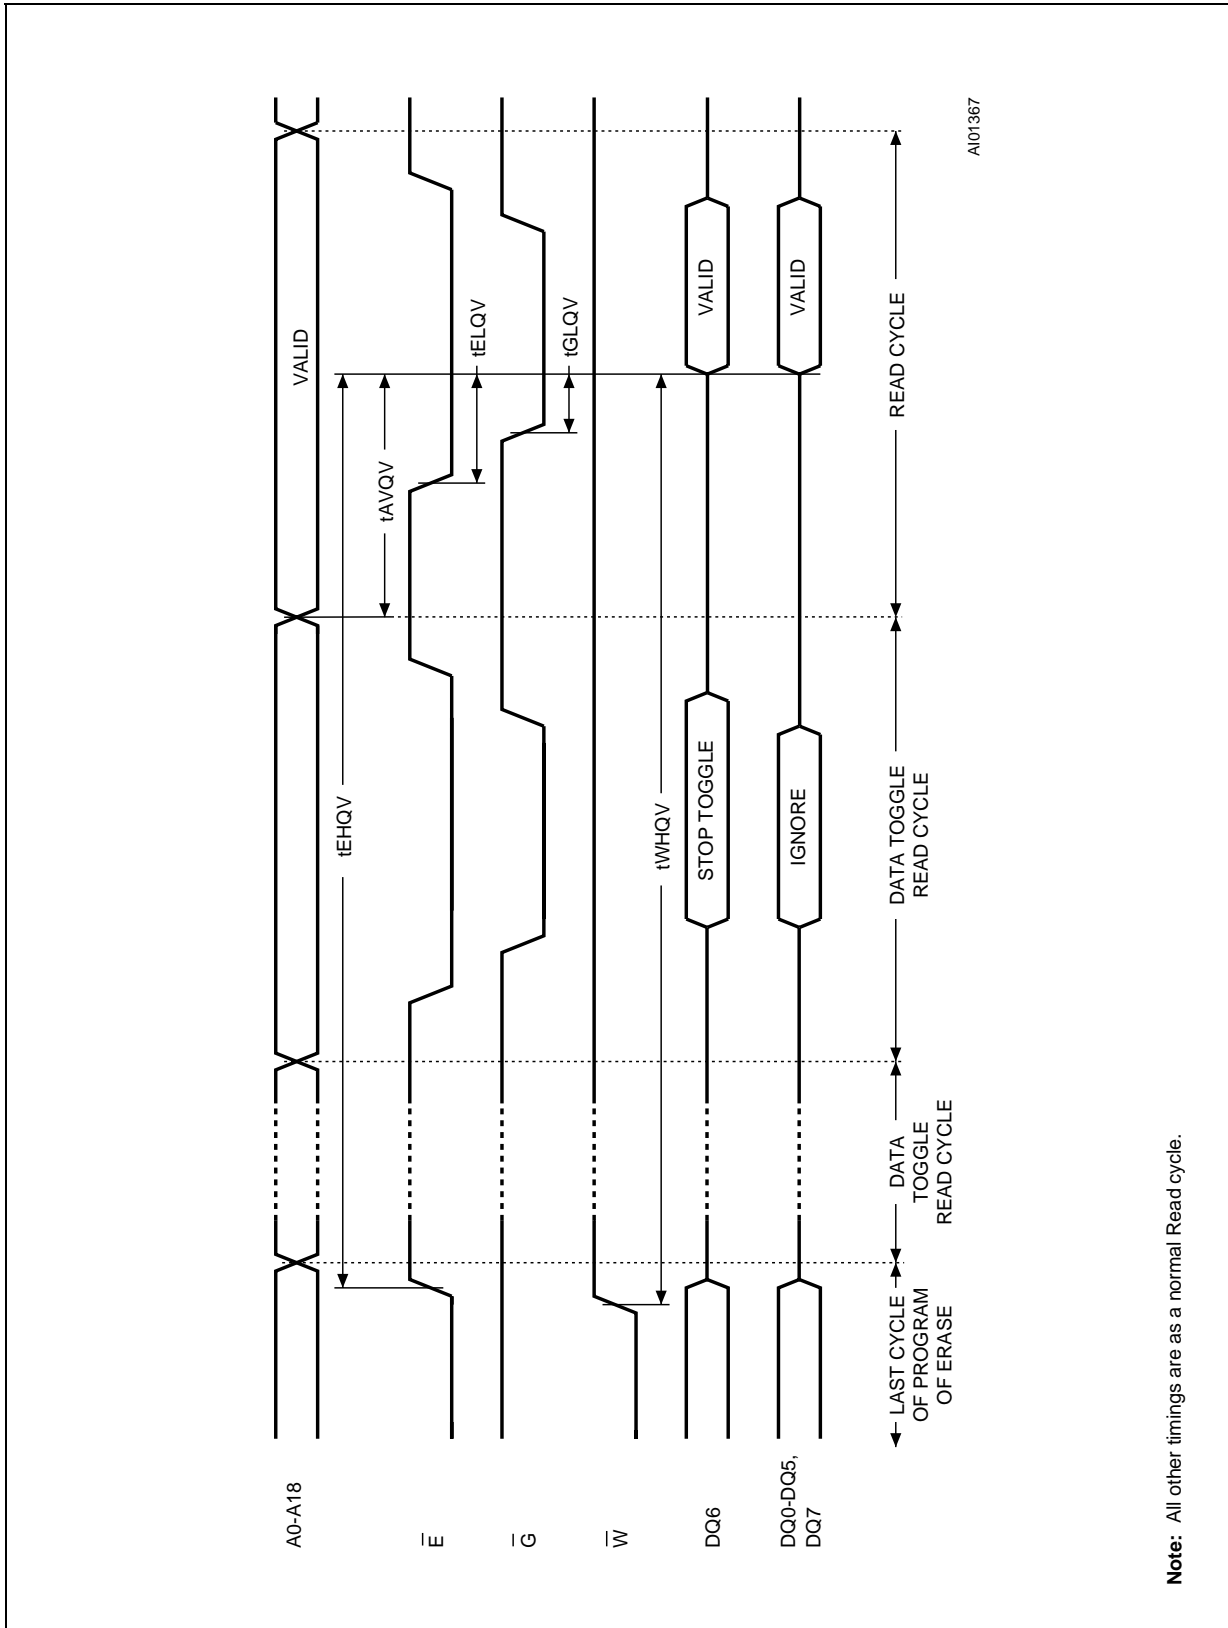 A0-A18
VALID
tEHQV
tAVQV
E
tELQV
G
tGLQV
W
tWHQV
DQ6
STOP TOGGLE
VALID
DQ0-DQ5,
DQ7
IGNORE
VALID
LAST CYCLE
OF PROGRAM
OF ERASE
DATA
TOGGLE
READ CYCLE
DATA TOGGLE
READ CYCLE
READ CYCLE
AI01367
Note: All other timings are as a normal Read cycle.